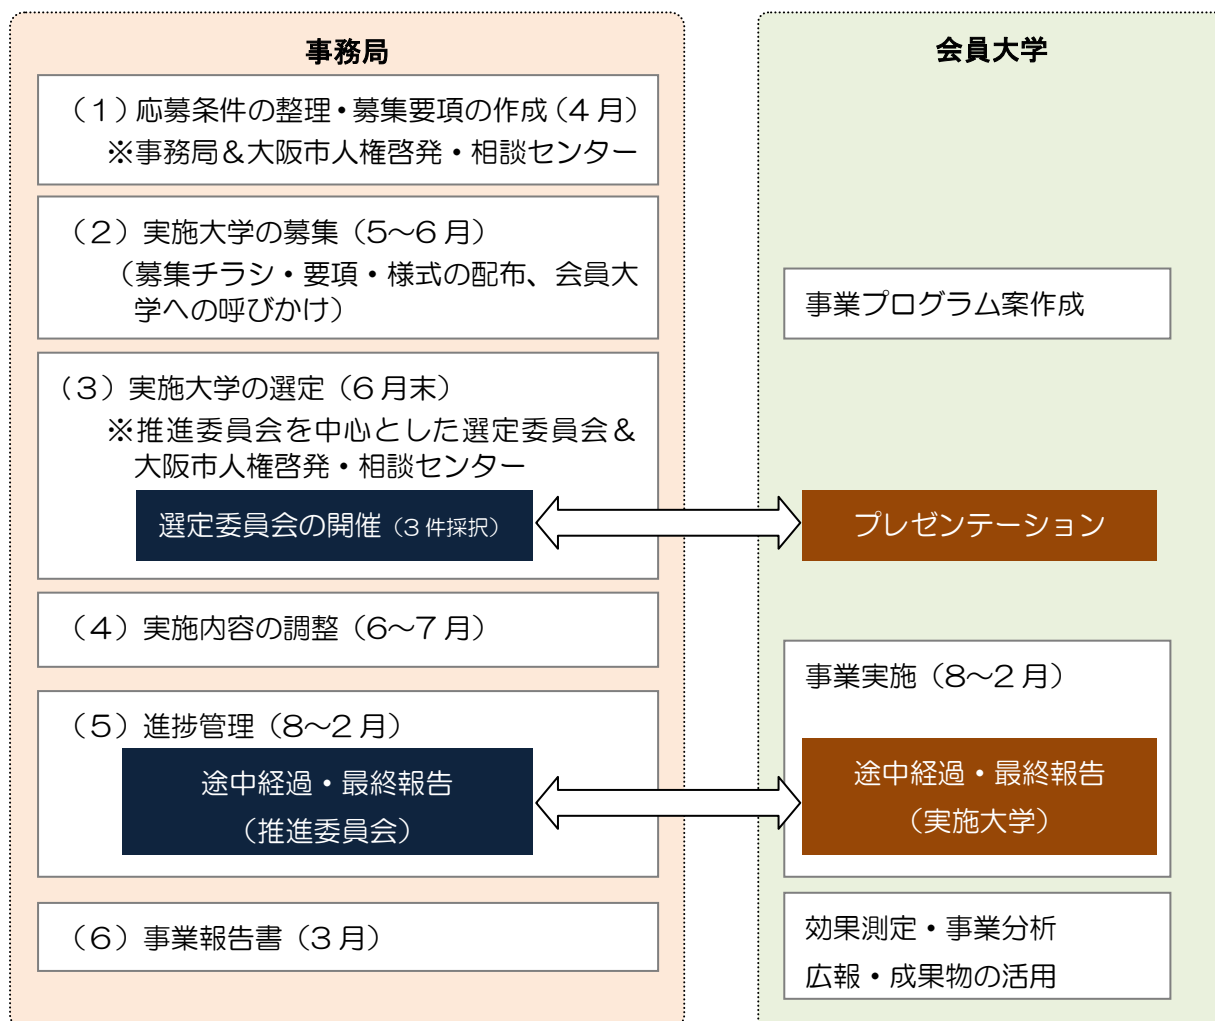 事務局
（１）応募条件の整理・募集要項の作成（４月）
※事務局＆大阪市人権啓発・相談センター
（２）実施大学の募集（５〜６月）
（募集チラシ・要項・様式の配布、会員大
学への呼びかけ）
（３）実施大学の選定（６月末）
※推進委員会を中心とした選定委員会＆
大阪市人権啓発・相談センター
選定委員会の開催（３件採択）
（４）実施内容の調整（６〜７月）
（５）進捗管理（８〜２月）
途中経過・最終報告
（推進委員会）
（６）事業報告書（３月）
会員大学
事業プログラム案作成
プレゼンテーション
事業実施（８〜２月）
途中経過・最終報告
（実施大学）
効果測定・事業分析
広報・成果物の活用